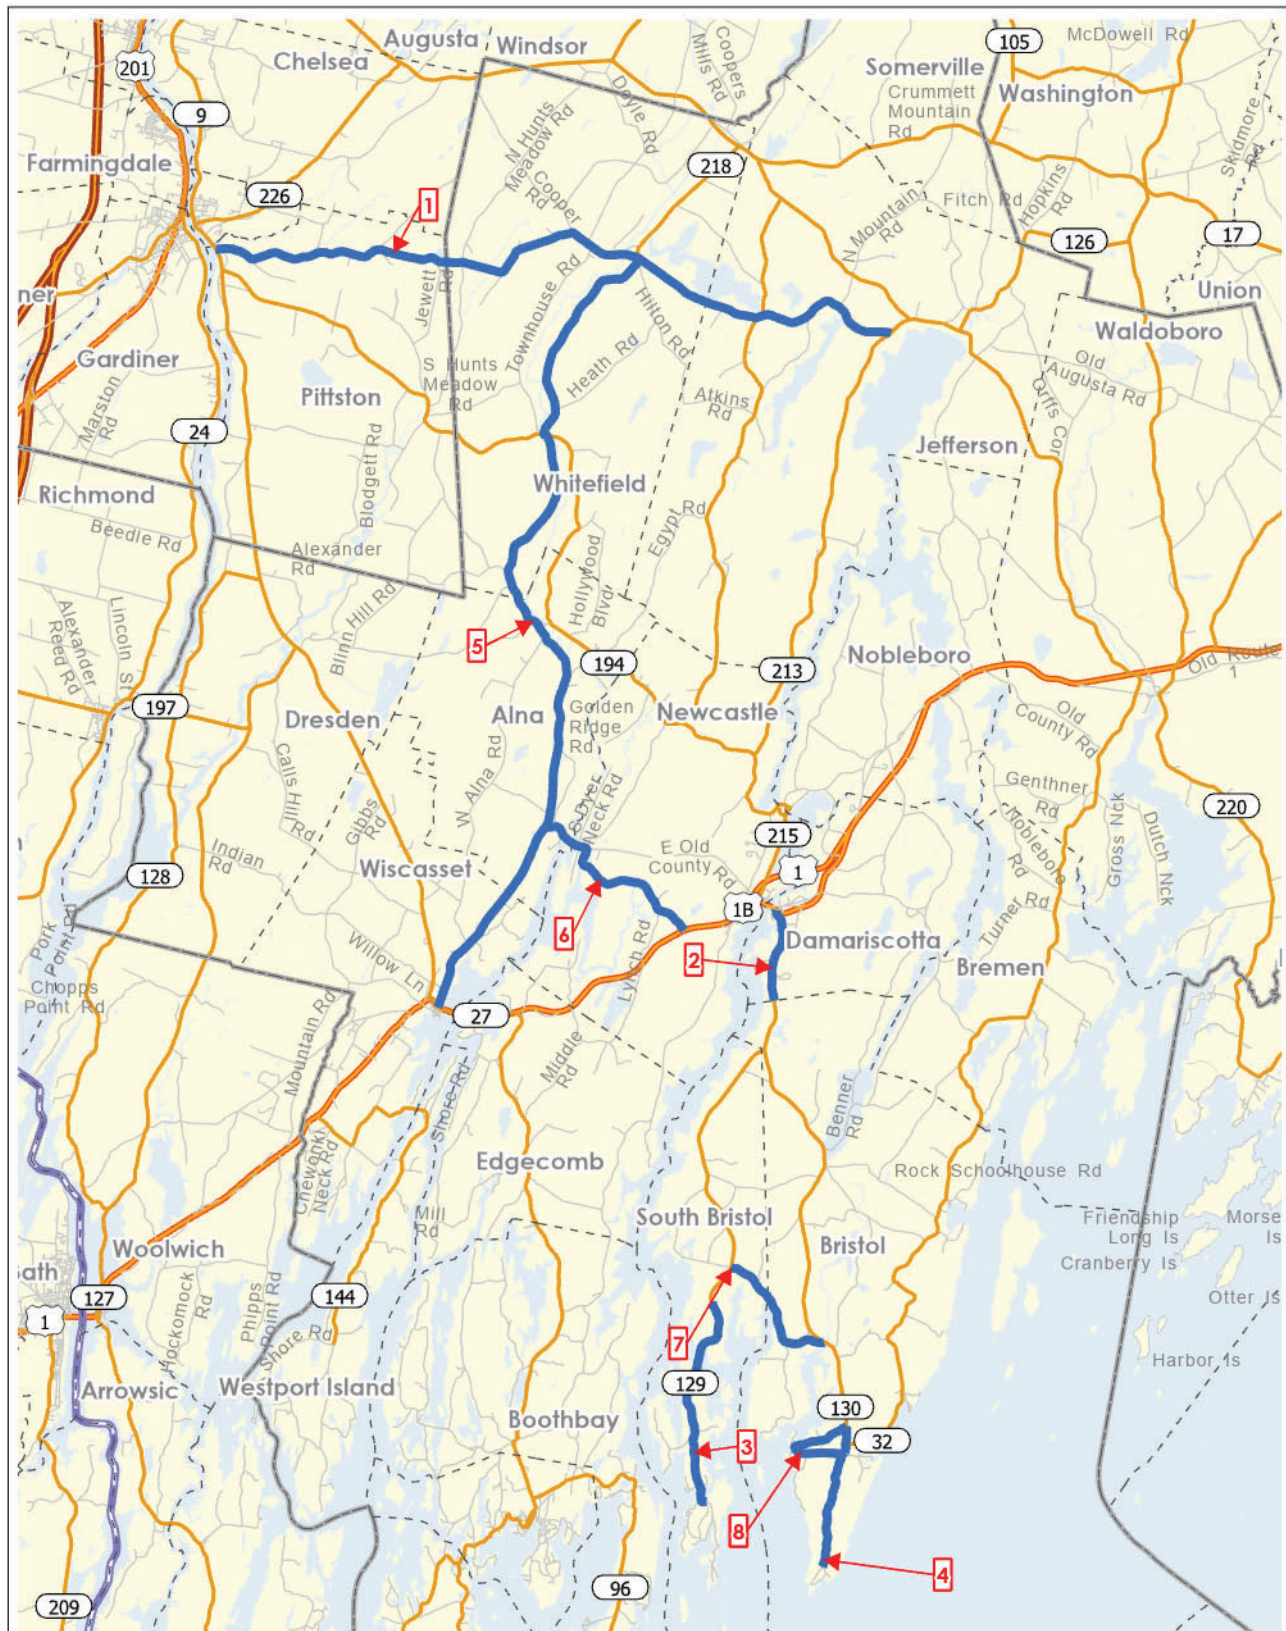 Augusta
Windsor
Chelsea
201
9
Farmingdale
226
Coopers
Mills Rd
Doyle Rd
N Hunts
Meadow Rd
Cooper
Rd
218
105
McDowell Rd
Somerville
Crummett
Mountain
Rd
Washington
Skidmore
Rd
Hopkins
Rd
Fitch Rd
N Mountain
Rd
126
17
Union
Waldoboro
1
Jewett
Rd
Townhouse Rd
Hilton Rd
Heath Rd
ner
Gardiner
Marston
Rd
24
Pittston
S Hunts
Meadow
Rd
Atkins
Rd
Old
Augusta Rd
Orffs Cor
Jefferson
Richmond
Beedle Rd
Blodgett Rd
Whitefield
Egypt Rd
Alexander
Rd
Blinn Hill Rd
Hollywood
Blvd
Alexander
Reed Rd
Lincoln St
5
194
213
Nobleboro
Old Route
1
197
Dresden
Alna
Golden
Ridge
Rd
Newcastle
Old
County Rd
W Alna Rd
Calls Hill
Rd
Gibbs
Rd
S Dyer
Neck Rd
Genthner
Rd
220
Indian
Rd
Wiscasset
128
E Old
County
Rd
215
1
1B
Nobleboro
Rd
Gross Nck
Dutch Nck
Turner Rd
6
2
Damariscotta
Bremen
Pork
Point Rd
Chopps
Point Rd
Willow Ln
Lynch Rd
27
Mountain Rd
Middle
Rd
Shore Rd
Benner
Rd
Chewonki
Neck Rd
Edgecomb
Rock Schoolhouse Rd
Mill
Rd
South Bristol
Bristol
Friendship
Long Is
Morse
Is
Cranberry Is
Woolwich
Bath
127
1
Hockomock
Rd
Phipps
Point Rd
Shore Rd
144
7
Otter Is
Harbor Is
Arrowsic
Westport Island
129
Boothbay
130
32
3
8
4
96
209